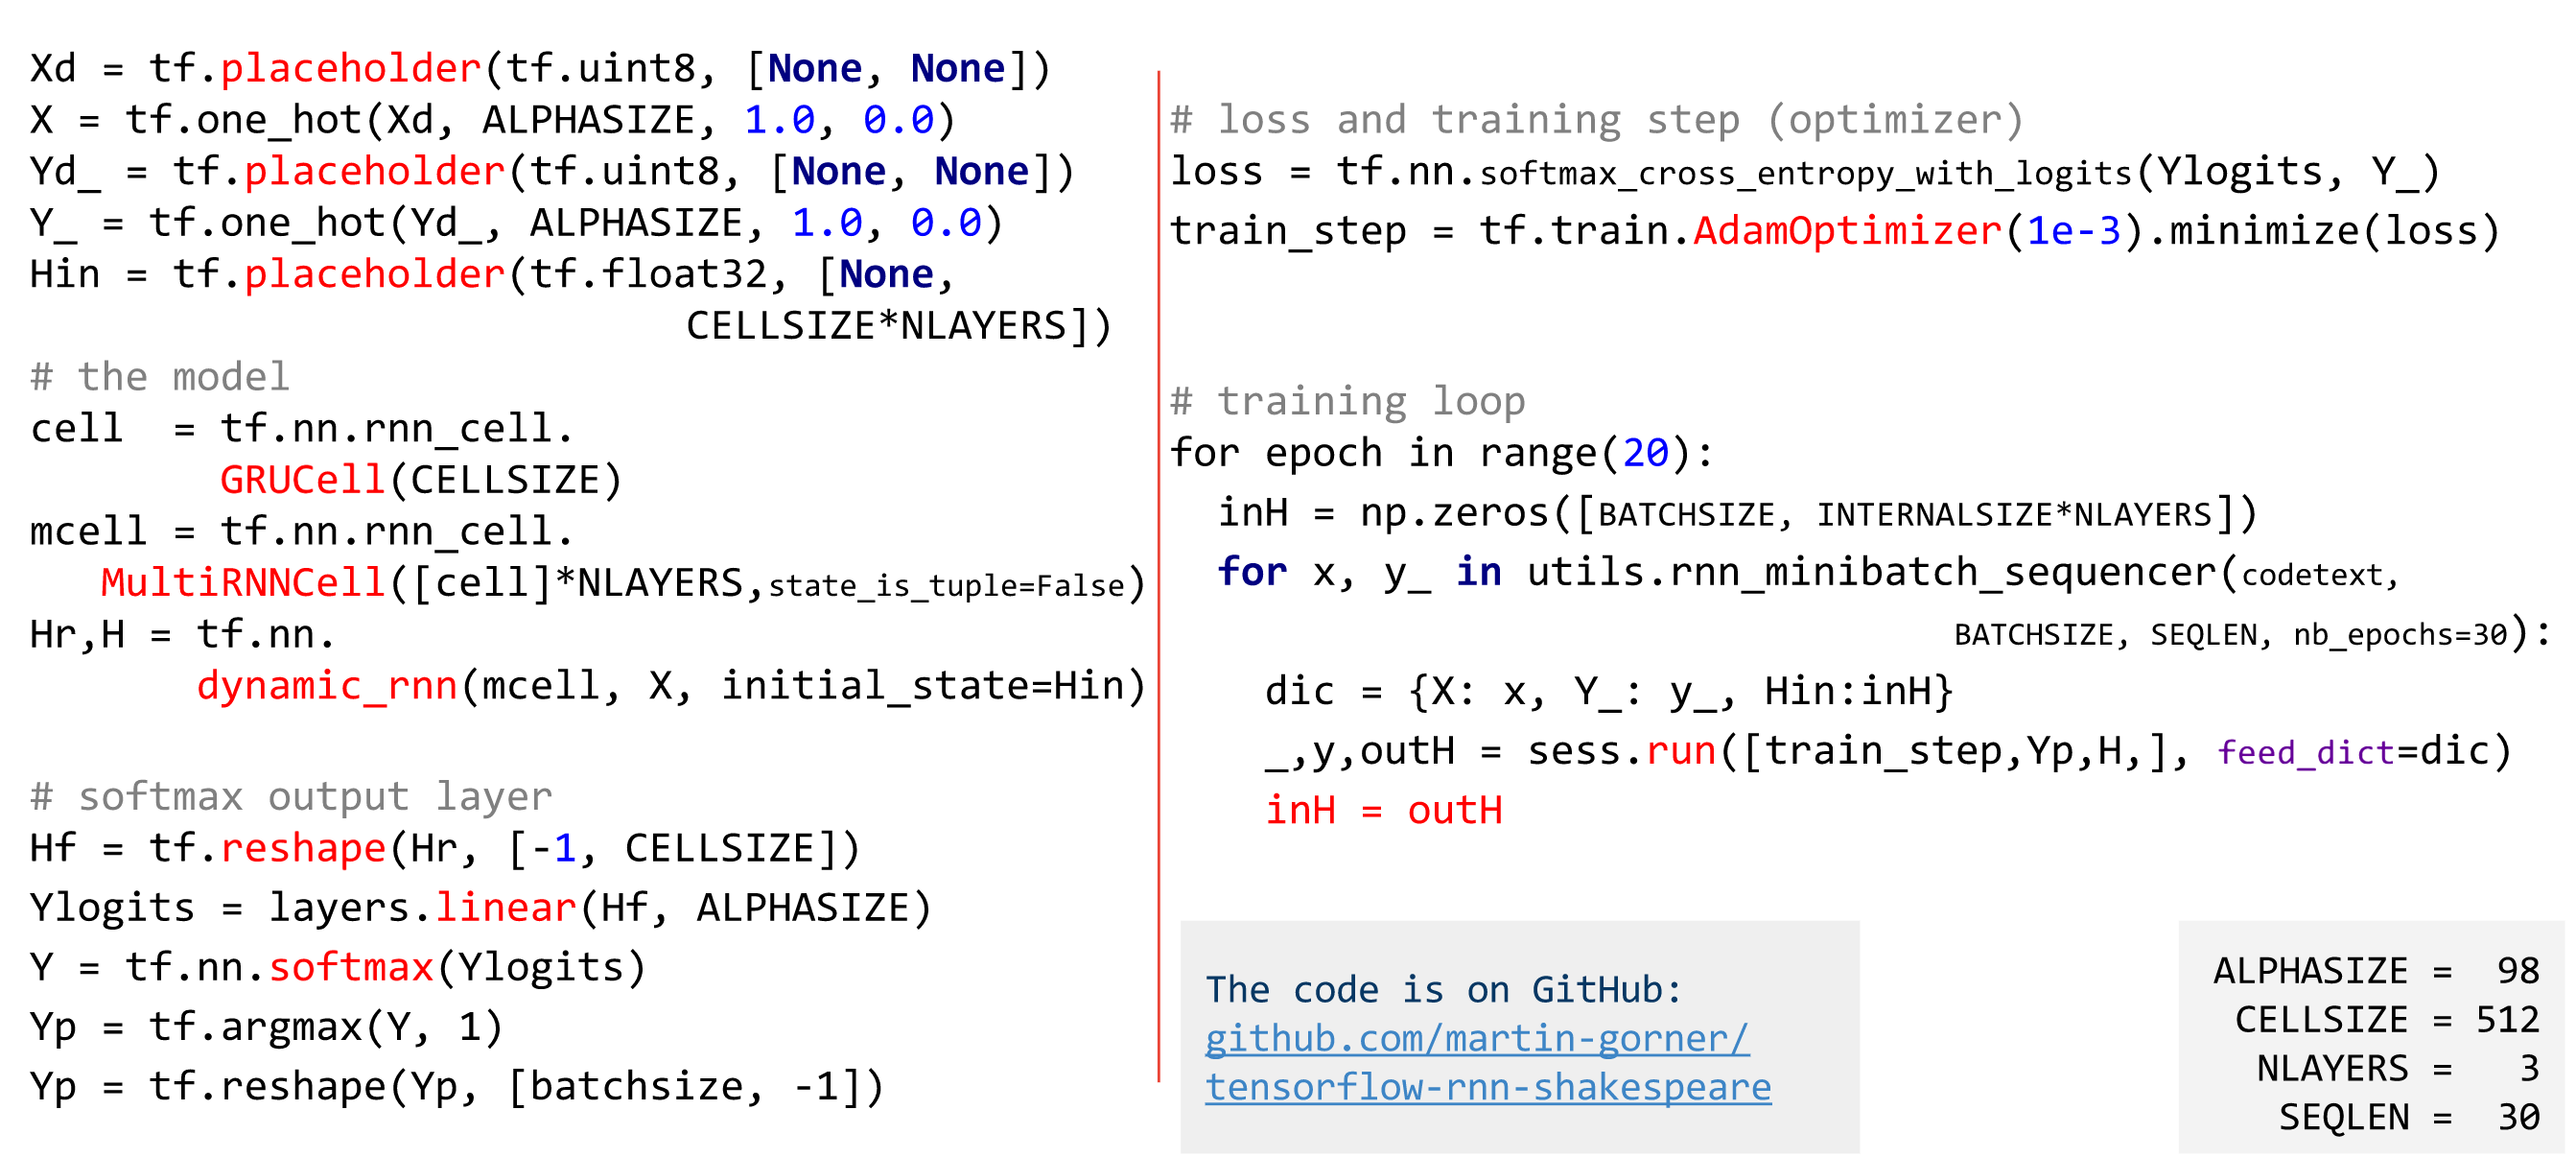 Xd = tf.placeholder(tf.uint8, [None, None])
X = tf.one_hot(Xd, ALPHASIZE, 1.0, 0.0)
Yd_ = tf.placeholder(tf.uint8, [None, None])
Y_ = tf.one_hot(Yd_, ALPHASIZE, 1.0, 0.0)
Hin = tf.placeholder(tf.float32, [None,
CELLSIZE*NLAYERS])
# the model
cell  = tf.nn.rnn_cell.
GRUCell(CELLSIZE)
mcell = tf.nn.rnn_cell.
MultiRNNCell([cell]*NLAYERS,state_is_tuple=False)
Hr,H = tf.nn.
dynamic_rnn(mcell, X, initial_state=Hin)
# softmax output layer
Hf = tf.reshape(Hr, [-1, CELLSIZE])
Ylogits = layers.linear(Hf, ALPHASIZE)
Y = tf.nn.softmax(Ylogits)
Yp = tf.argmax(Y, 1)
Yp = tf.reshape(Yp, [batchsize, -1])
# loss and training step (optimizer)
loss = tf.nn.softmax_cross_entropy_with_logits(Ylogits, Y_)
train_step = tf.train.AdamOptimizer(1e-3).minimize(loss)
# training loop
for epoch in range(20):
inH = np.zeros([BATCHSIZE, INTERNALSIZE*NLAYERS])
for x, y_ in utils.rnn_minibatch_sequencer(codetext,
BATCHSIZE, SEQLEN, nb_epochs=30):
dic = {X: x, Y_: y_, Hin:inH}
_,y,outH = sess.run([train_step,Yp,H,], feed_dict=dic)
inH = outH
The code is on GitHub:
github.com/martin-gorner/
tensorflow-rnn-shakespeare
ALPHASIZE = 98
CELLSIZE = 512
NLAYERS = 3
SEQLEN = 30